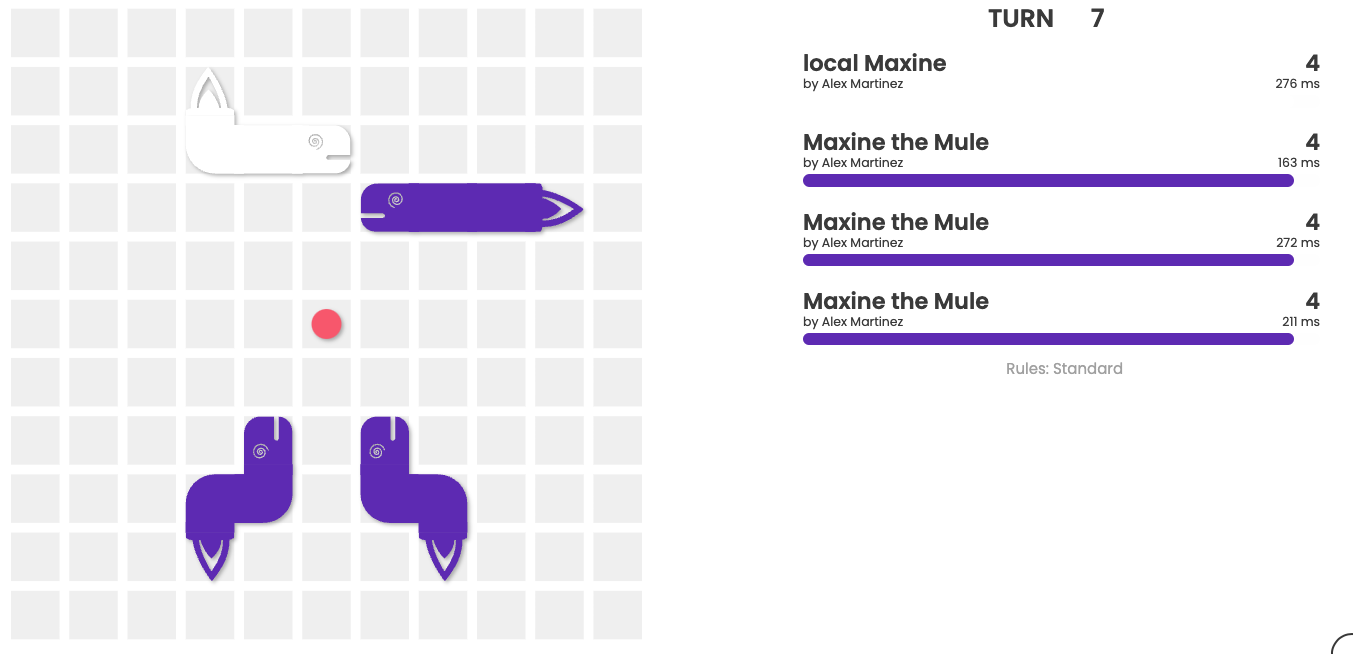 TURN 7
local Maxine 4
by Alex Martinez 276 ms
Maxine the Mule 4
by Alex Martinez 163 ms
Maxine the Mule 4
by Alex Martinez 272 ms
Maxine the Mule 4
by Alex Martinez 211 ms
Rules: Standard